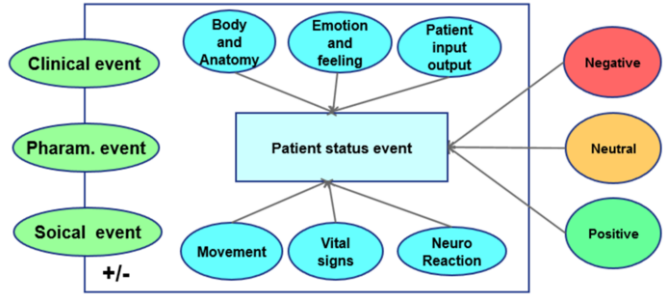 Clinical event
Pharam. event
Soical event
+/-
Body
and
Anatomy
Emotion
and
feeling
Patient
input
output
Patient status event
Movement
Vital
signs
Neuro
Reaction
Negative
Neutral
Positive